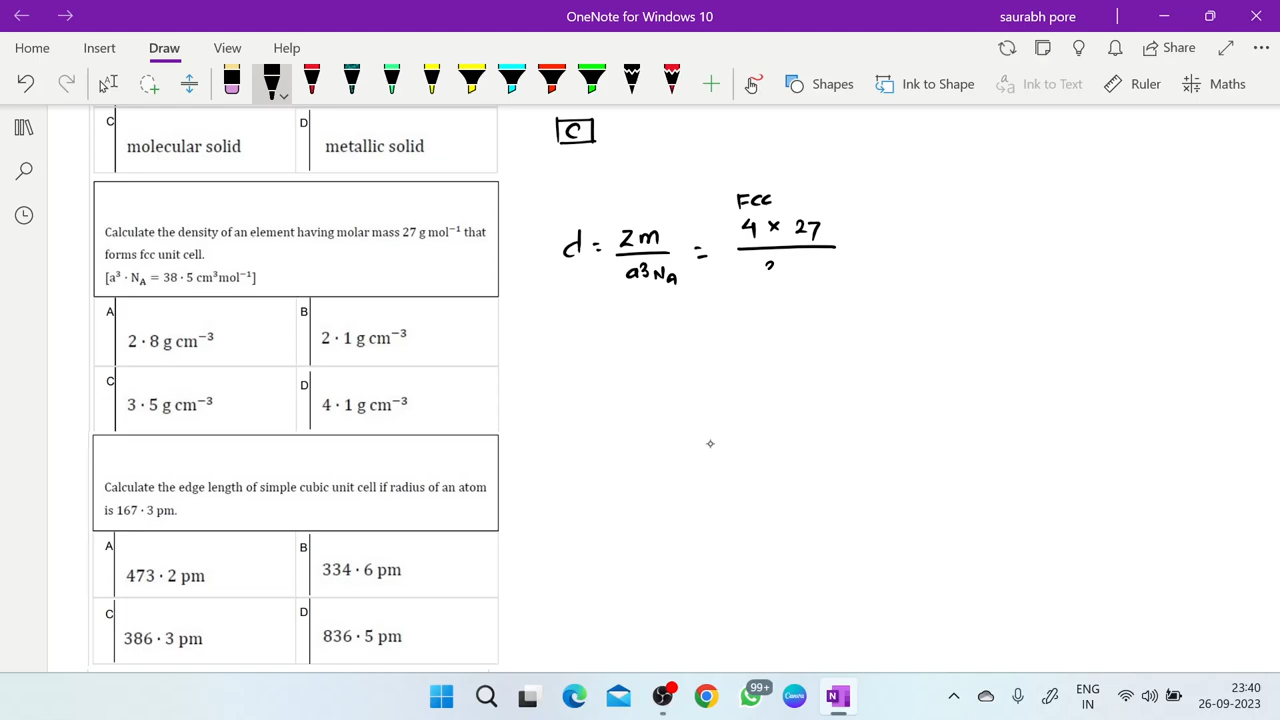 OneNote for Windows 10
saurabh pore
Home Insert Draw View Help
Share
Shapes Ink to Shape Ink to Text Ruler Maths
C molecular solid D metallic solid
C
Calculate the density of an element having molar mass 27 g mol⁻¹ that
forms fcc unit cell.
[a³ · N_A = 38 · 5 cm³mol⁻¹]
A 2 · 8 g cm⁻³ B 2 · 1 g cm⁻³
C 3 · 5 g cm⁻³ D 4 · 1 g cm⁻³
FCC
d = Zm / a³N_A = 4 × 27 /
Calculate the edge length of simple cubic unit cell if radius of an atom
is 167 · 3 pm.
A 473 · 2 pm B 334 · 6 pm
C 386 · 3 pm D 836 · 5 pm
99+
ENG
IN
23:40
26-09-2023